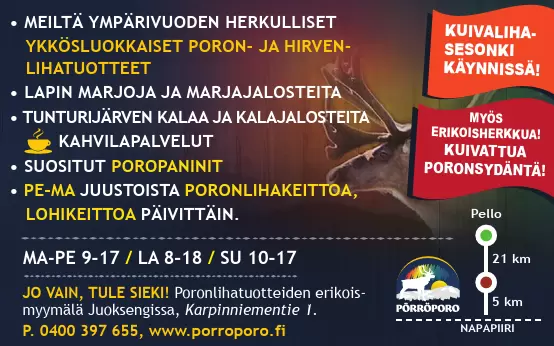 • MEILTÄ YMPÄRIVUODEN HERKULLISET
YKKÖSLUOKKAISET PORON- JA HIRVEN-
LIHATUOTTEET
• LAPIN MARJOJA JA MARJAJALOSTEITA
• TUNTURIJÄRVEN KALAA JA KALAJALOSTEITA
KAHVILAPALVELUT
• SUOSITUT POROPANINIT
• PE-MA JUUSTOISTA PORONLIHAKEITTOA,
LOHIKEITTOA PÄIVITTÄIN.
MA-PE 9-17 / LA 8-18 / SU 10-17
JO VAIN, TULE SIEKI! Poronlihatuotteiden erikois-
myymälä Juoksengissa, Karpinniementie 1.
P. 0400 397 655, www.porroporo.fi
KUIVALIHA-
SESONKI
KÄYNNISSÄ!
MYÖS
ERIKOISHERKKUA!
KUIVATTUA
PORONSYDÄNTÄ!
PÖRRÖPORO
Pello
21 km
5 km
NAPAPIIRI